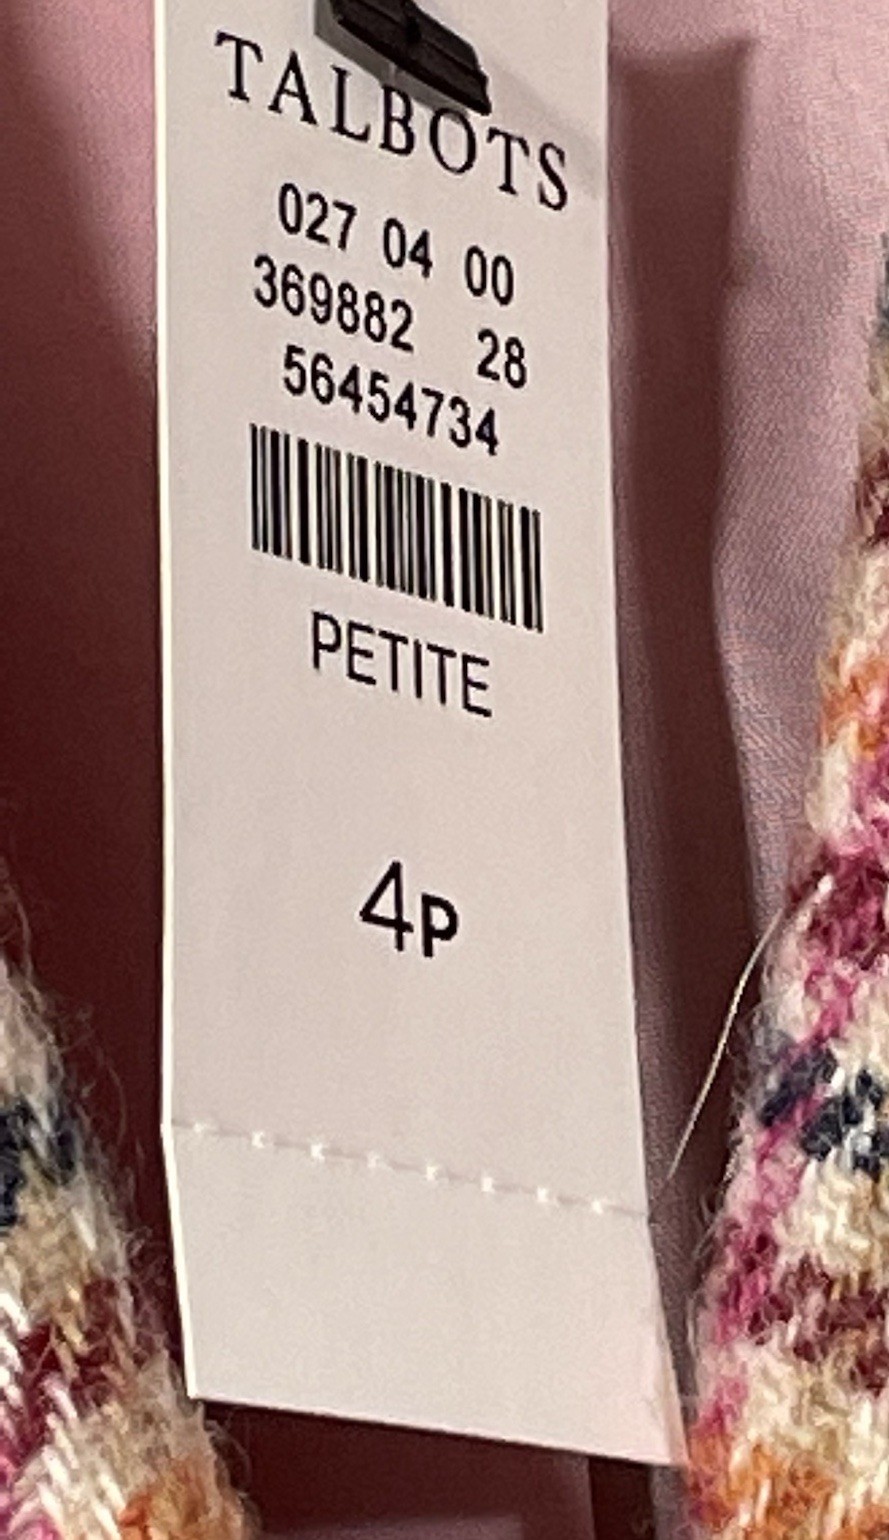 TALBOTS
027 04 00
369882 28
56454734
PETITE
4P